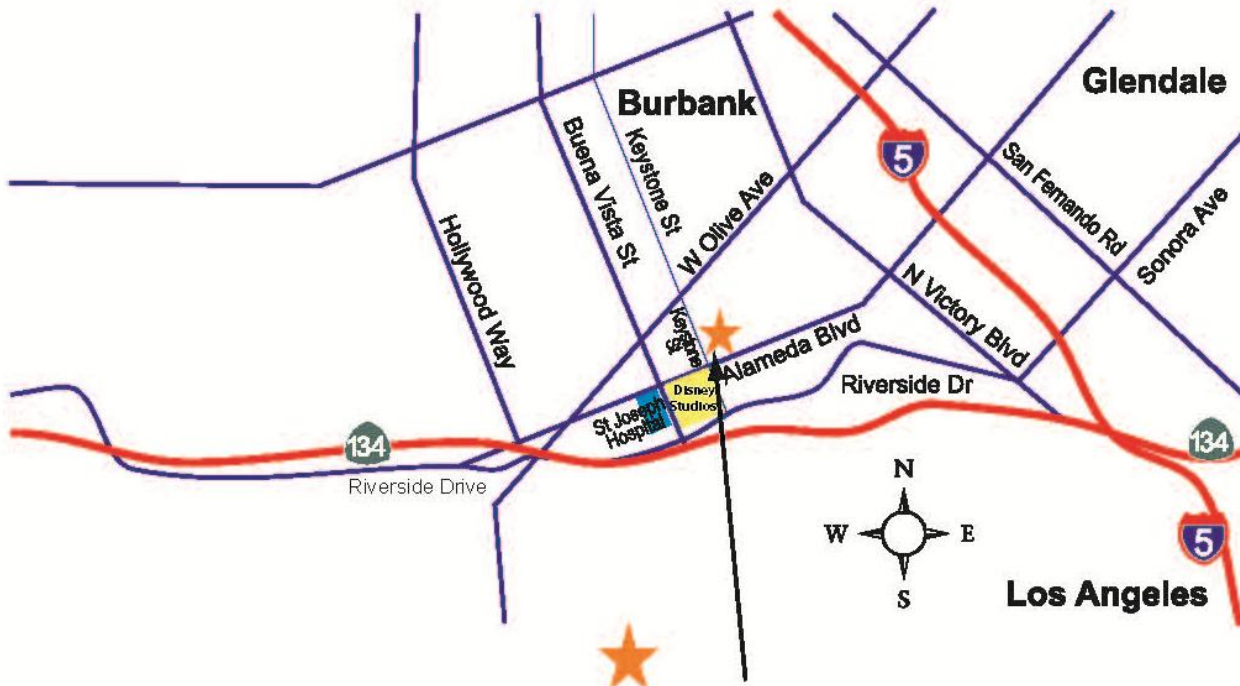 Glendale
Burbank
5
Keystone St
Buena Vista St
San Fernando Rd
W Olive Ave
Sonora Ave
Hollywood Way
N Victory Blvd
Keystone
St
Alameda Blvd
Riverside Dr
Disney
Studios
St Joseph
Hospital
134
134
Riverside Drive
N
W
E
S
5
Los Angeles